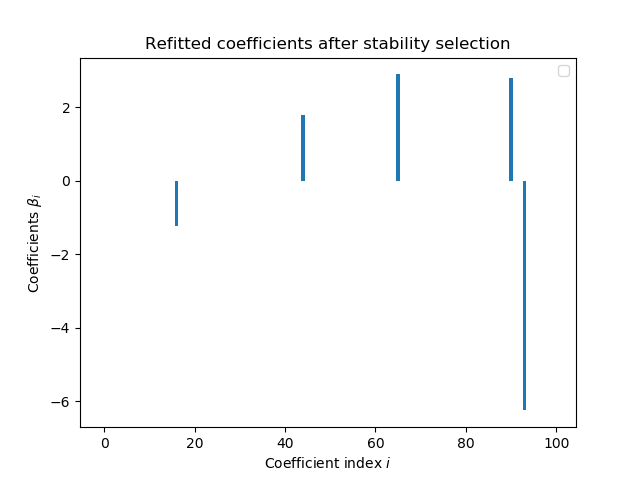 Refitted coefficients after stability selection
Coefficients βi
2
0
−2
−4
−6
0 20 40 60 80 100
Coefficient index i